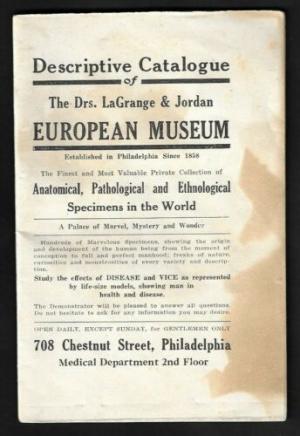 Descriptive Catalogue
of
The Drs. LaGrange & Jordan
EUROPEAN MUSEUM
Established in Philadelphia Since 1858
The Finest and Most Valuable Private Collection of
Anatomical, Pathological and Ethnological
Specimens in the World
A Palace of Marvel, Mystery and Wonder
Hundreds of Marvelous Specimens, showing the origin
and development of the human being from the moment of
conception to full and perfect manhood; freaks of nature,
curiosities and monstrosities of every variety and descrip-
tion.
Study the effects of DISEASE and VICE as represented
by life-size models, showing man in
health and disease.
The Demonstrator will be pleased to answer all questions.
Do not hesitate to ask for any information you may desire.
OPEN DAILY, EXCEPT SUNDAY, for GENTLEMEN ONLY
708 Chestnut Street, Philadelphia
Medical Department 2nd Floor